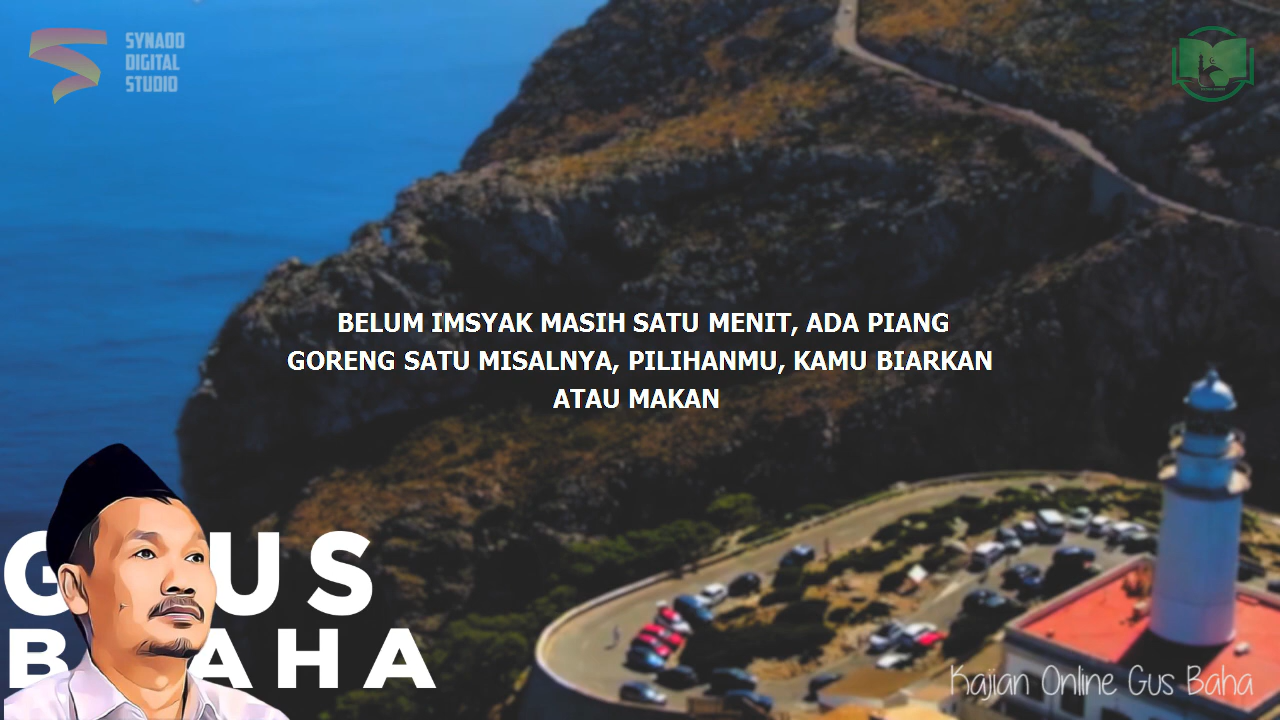 SYNADO
DIGITAL
STUDIO
BELUM IMSYAK MASIH SATU MENIT, ADA PIANG
GORENG SATU MISALNYA, PILIHANMU, KAMU BIARKAN
ATAU MAKAN
GUS
BAHA
Kajian Online Gus Baha